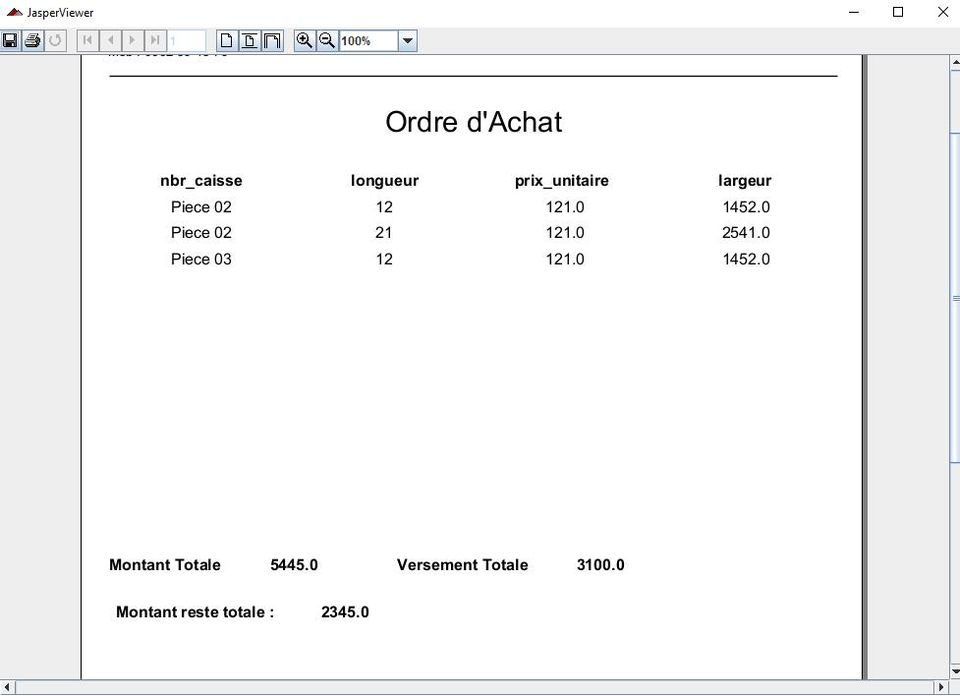 JasperViewer
1
100%
Ordre d'Achat
nbr_caisse longueur prix_unitaire largeur
Piece 02 12 121.0 1452.0
Piece 02 21 121.0 2541.0
Piece 03 12 121.0 1452.0
Montant Totale 5445.0 Versement Totale 3100.0
Montant reste totale : 2345.0